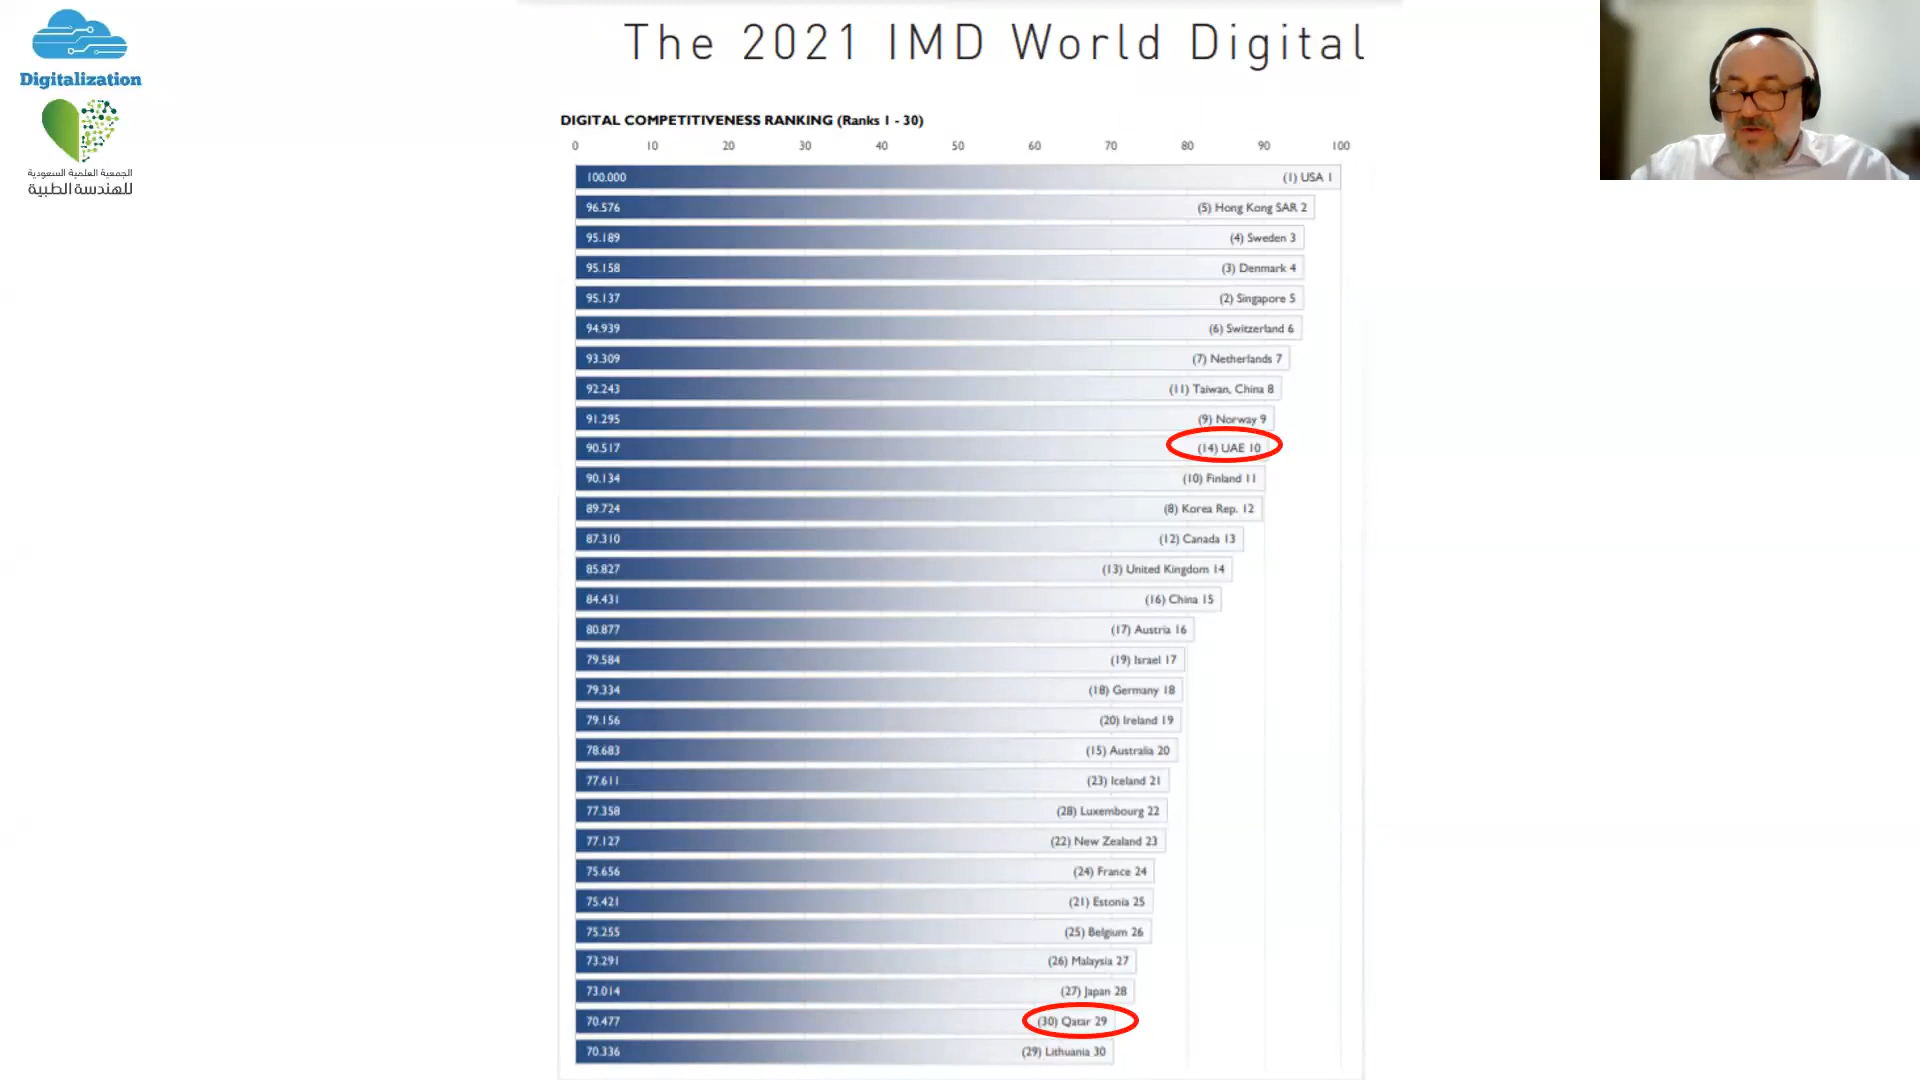 Digitalization
الجمعية العلمية السعودية
للهندسة الطبية
The 2021 IMD World Digital
DIGITAL COMPETITIVENESS RANKING (Ranks 1 - 30)
0 10 20 30 40 50 60 70 80 90 100
100.000 (1) USA 1
96.576 (5) Hong Kong SAR 2
95.189 (4) Sweden 3
95.158 (3) Denmark 4
95.137 (2) Singapore 5
94.939 (6) Switzerland 6
93.309 (7) Netherlands 7
92.243 (11) Taiwan, China 8
91.295 (9) Norway 9
90.517 (14) UAE 10
90.134 (10) Finland 11
89.724 (8) Korea Rep. 12
87.310 (12) Canada 13
85.827 (13) United Kingdom 14
84.431 (16) China 15
80.877 (17) Austria 16
79.584 (19) Israel 17
79.334 (18) Germany 18
79.156 (20) Ireland 19
78.683 (15) Australia 20
77.611 (23) Iceland 21
77.358 (28) Luxembourg 22
77.127 (22) New Zealand 23
75.656 (24) France 24
75.421 (21) Estonia 25
75.255 (25) Belgium 26
73.291 (26) Malaysia 27
73.014 (27) Japan 28
70.477 (30) Qatar 29
70.336 (29) Lithuania 30